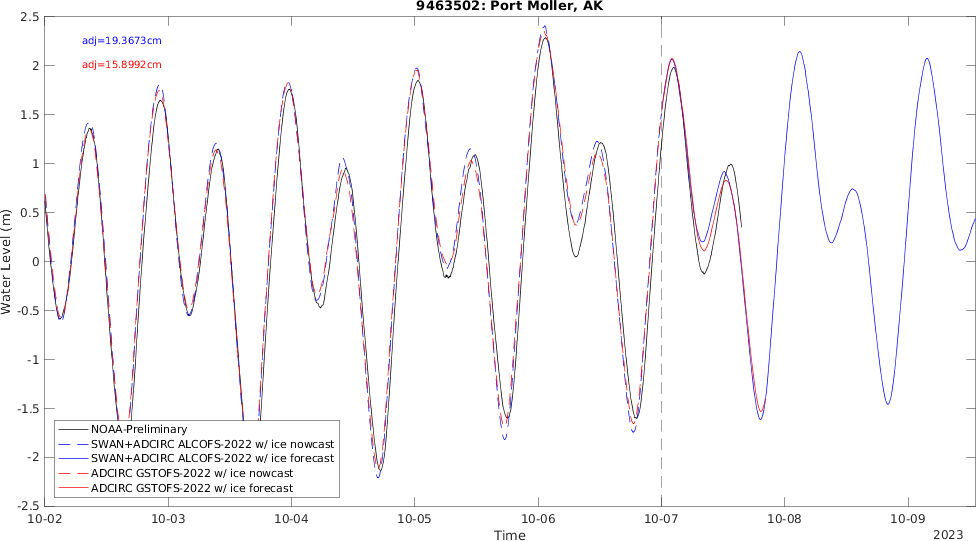 9463502: Port Moller, AK
adj=19.3673cm
adj=15.8992cm
Water Level (m)
2.5
2
1.5
1
0.5
0
-0.5
-1
-1.5
-2
-2.5
NOAA-Preliminary
SWAN+ADCIRC ALCOFS-2022 w/ ice nowcast
SWAN+ADCIRC ALCOFS-2022 w/ ice forecast
ADCIRC GSTOFS-2022 w/ ice nowcast
ADCIRC GSTOFS-2022 w/ ice forecast
10-02 10-03 10-04 10-05 10-06 10-07 10-08 10-09
Time
2023